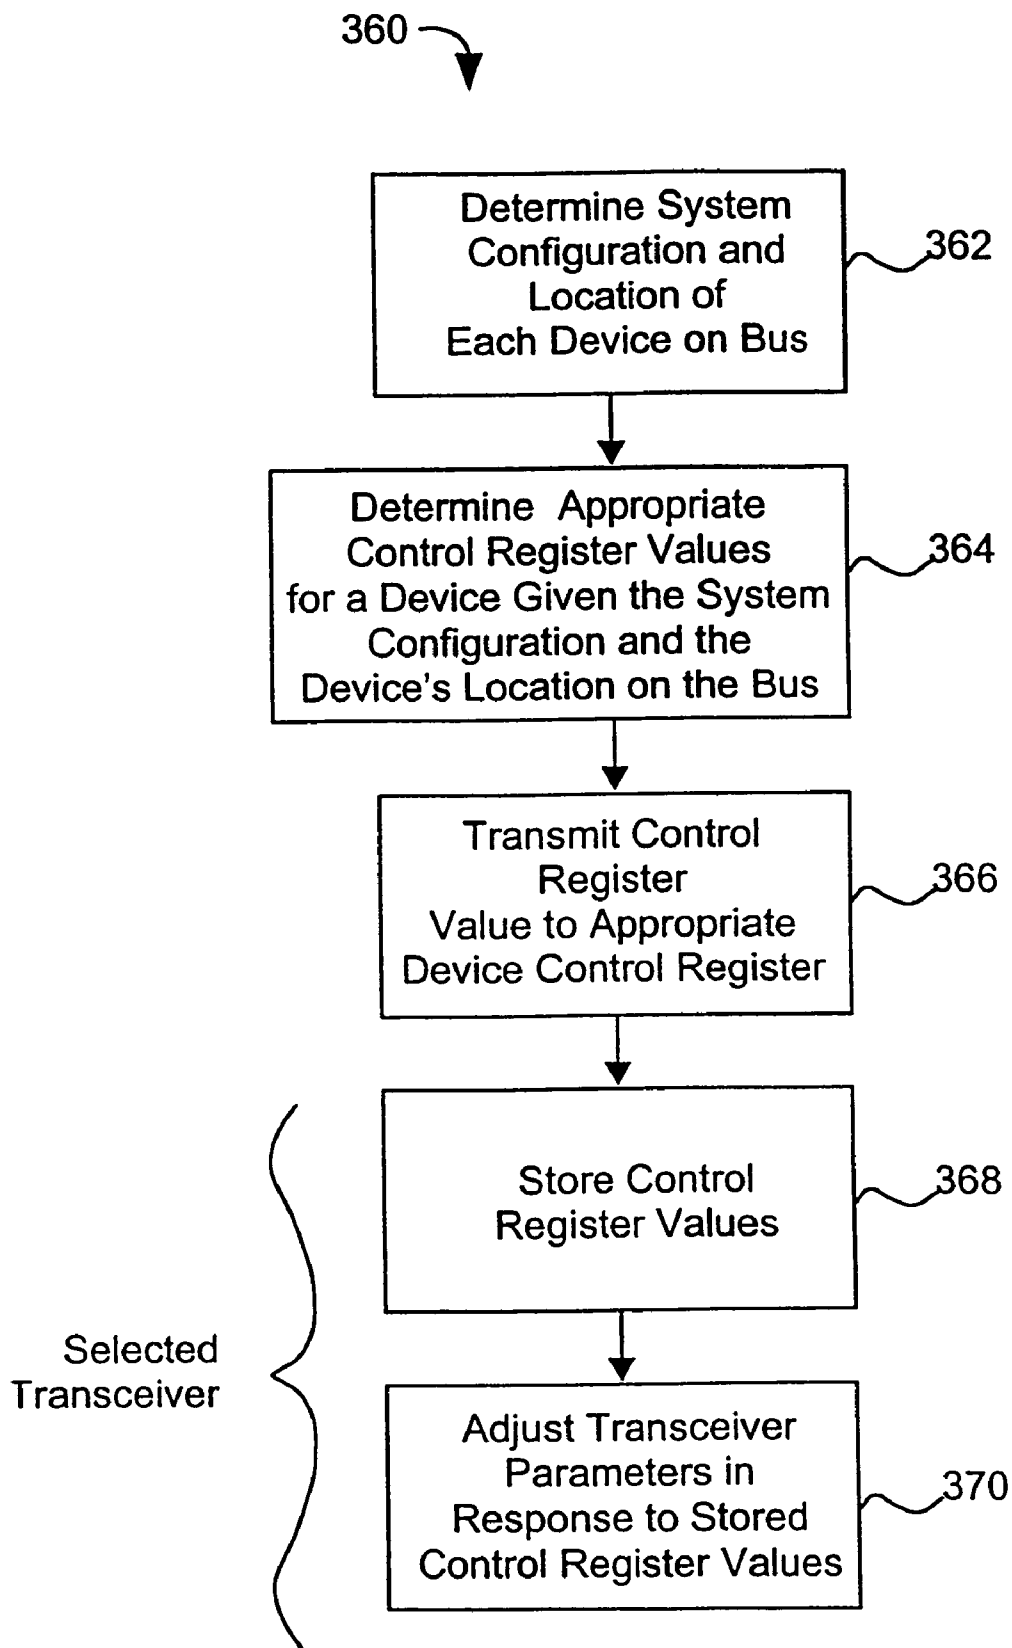 360
Determine System
Configuration and
Location of
Each Device on Bus
362
Determine Appropriate
Control Register Values
for a Device Given the System
Configuration and the
Device's Location on the Bus
364
Transmit Control
Register
Value to Appropriate
Device Control Register
366
Store Control
Register Values
368
Selected
Transceiver
Adjust Transceiver
Parameters in
Response to Stored
Control Register Values
370